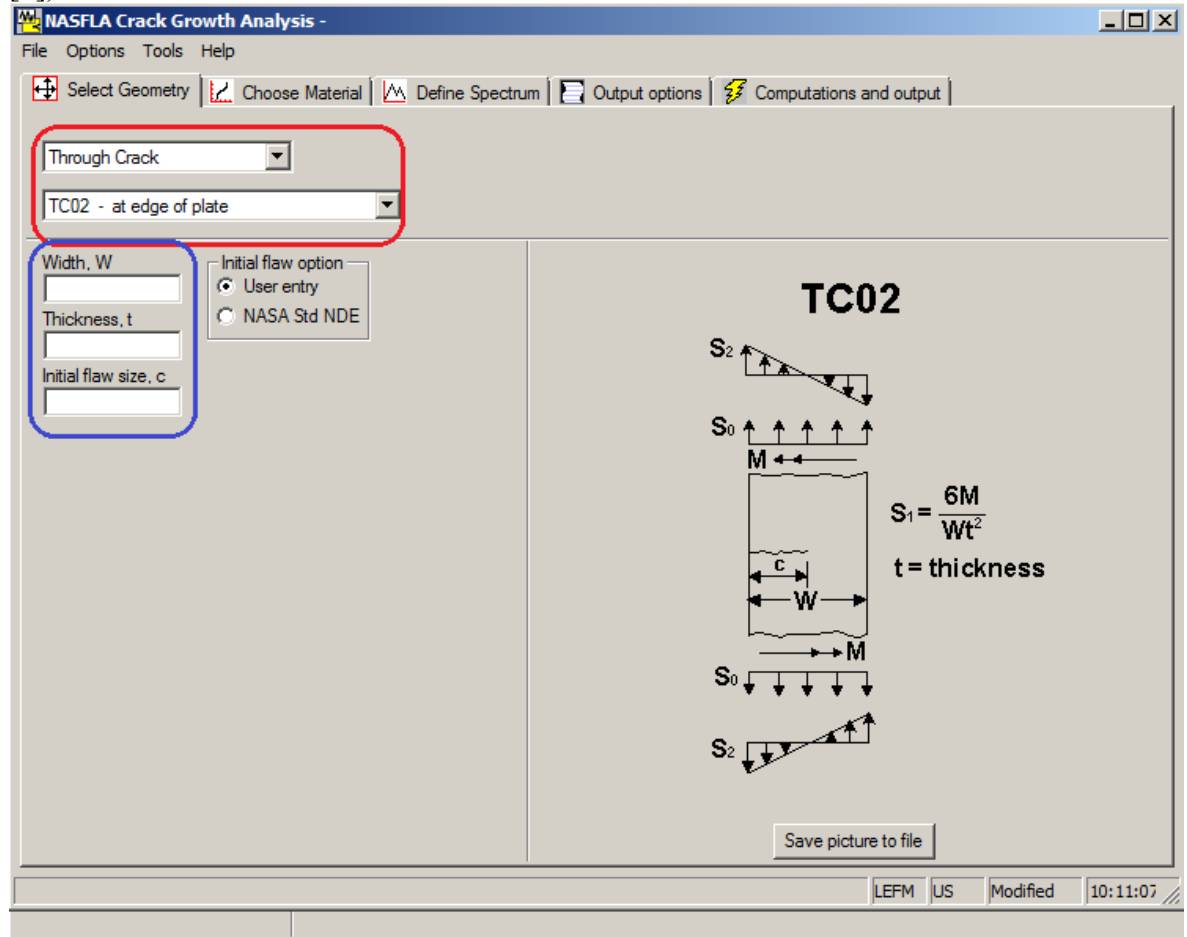 NASFLA Crack Growth Analysis -
File Options Tools Help
Select Geometry Choose Material Define Spectrum Output options Computations and output
Through Crack
TC02 - at edge of plate
Width, W
Thickness, t
Initial flaw size, c
Initial flaw option
User entry
NASA Std NDE
TC02
S2
S0
M
S1 = 6M
Wt²
t = thickness
c
W
M
S0
S2
Save picture to file
LEFM US Modified 10:11:07